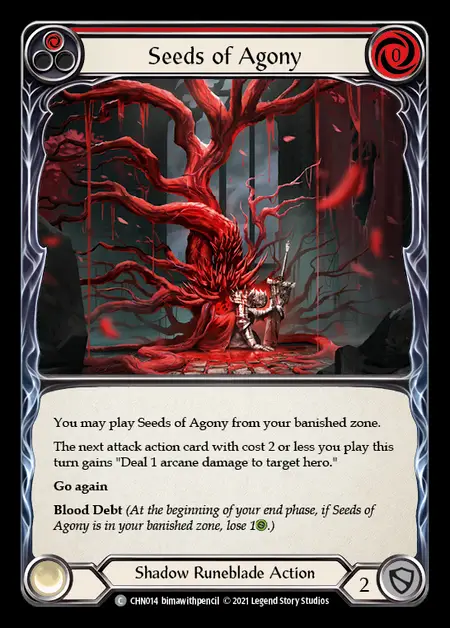 Seeds of Agony
0
You may play Seeds of Agony from your banished zone.
The next attack action card with cost 2 or less you play this
turn gains "Deal 1 arcane damage to target hero."
Go again
Blood Debt (At the beginning of your end phase, if Seeds of
Agony is in your banished zone, lose 1.)
Shadow Runeblade Action
2
C CHN014 bimawithpencil © 2021 Legend Story Studios